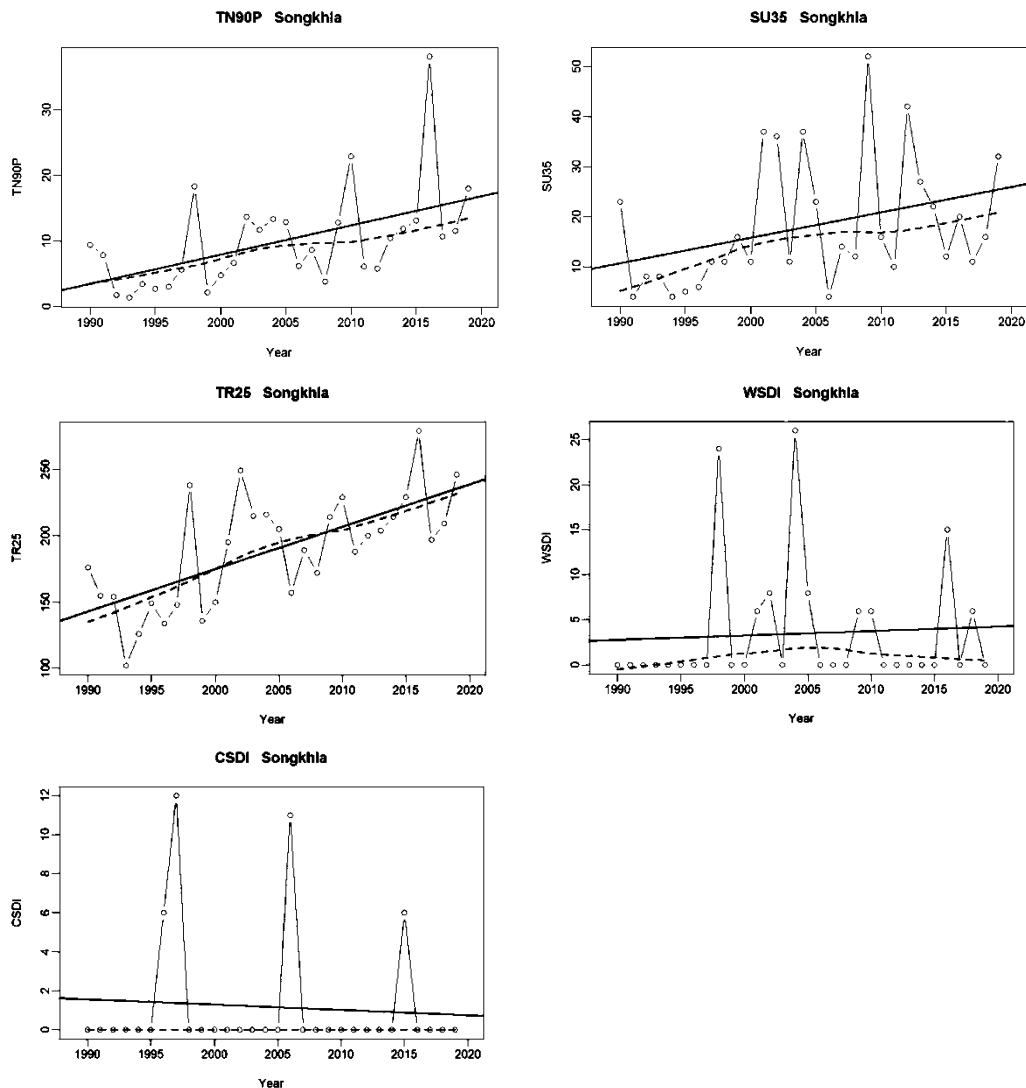 TN90P Songkhla
TN90P
30
20
10
0
1990 1995 2000 2005 2010 2015 2020
Year
SU35 Songkhla
SU35
50
40
30
20
10
1990 1995 2000 2005 2010 2015 2020
Year
TR25 Songkhla
TR25
250
200
150
100
1990 1995 2000 2005 2010 2015 2020
Year
WSDI Songkhla
WSDI
25
20
15
10
5
0
1990 1995 2000 2005 2010 2015 2020
Year
CSDI Songkhla
CSDI
12
10
8
6
4
2
0
1990 1995 2000 2005 2010 2015 2020
Year